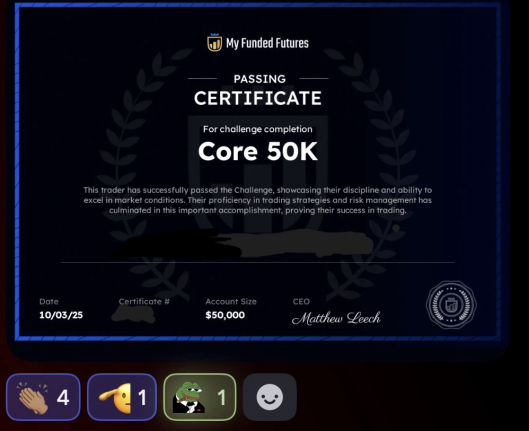 My Funded Futures
PASSING
CERTIFICATE
For challenge completion
Core 50K
This trader has successfully passed the Challenge, showcasing their discipline and ability to
excel in market conditions. Their proficiency in trading strategies and risk management has
culminated in this important accomplishment, proving their success in trading.
Date
10/03/25
Certificate #
Account Size
$50,000
CEO
Matthew Leech
4
1
1